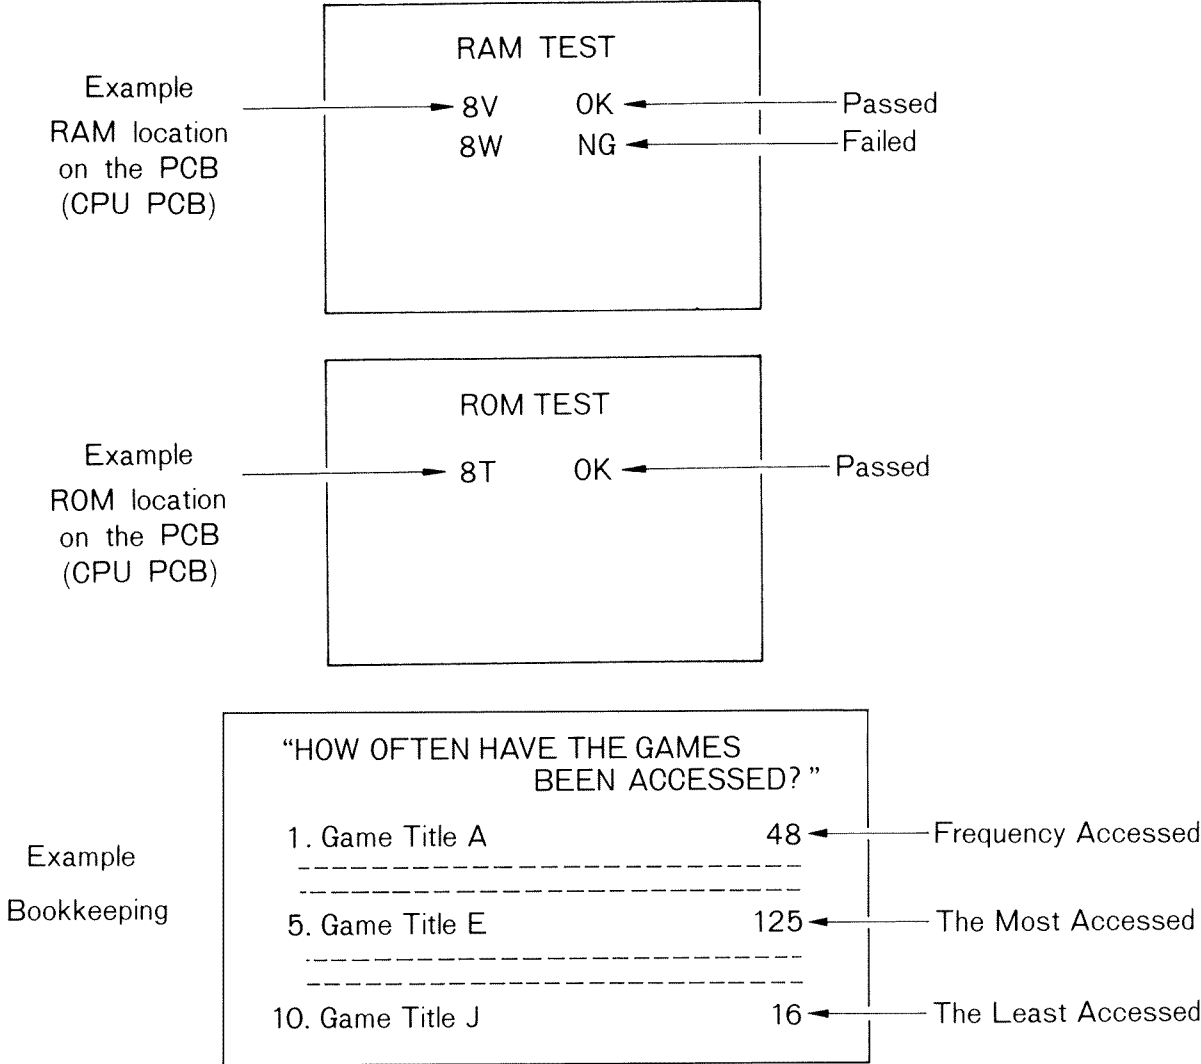 RAM TEST
Example
RAM location
on the PCB
(CPU PCB)
8V OK Passed
8W NG Failed
ROM TEST
Example
ROM location
on the PCB
(CPU PCB)
8T OK Passed
“HOW OFTEN HAVE THE GAMES
BEEN ACCESSED?”
Example
Bookkeeping
1. Game Title A 48 Frequency Accessed
5. Game Title E 125 The Most Accessed
10. Game Title J 16 The Least Accessed